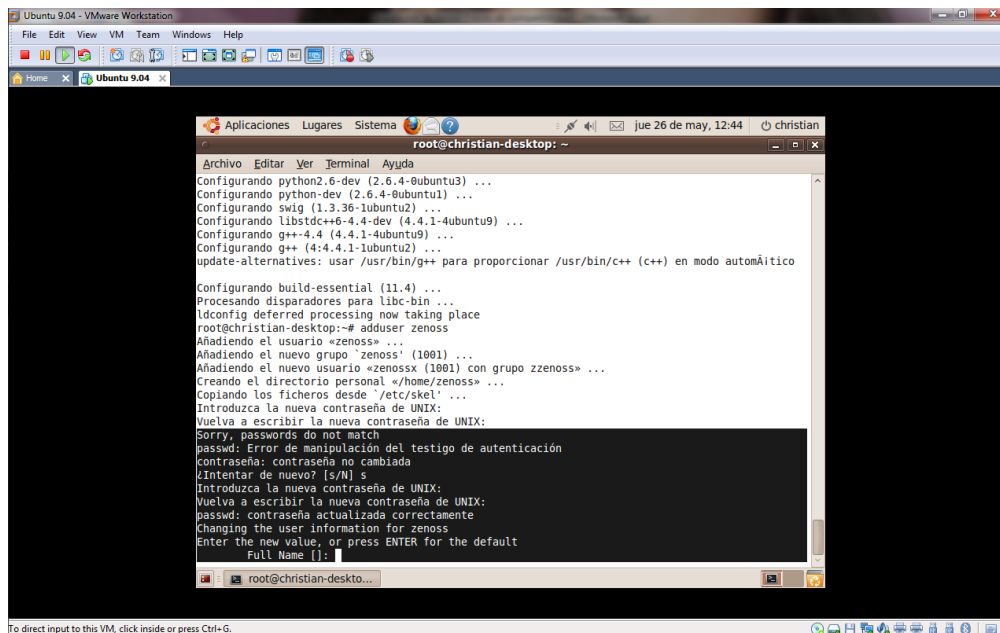 Ubuntu 9.04 - VMware Workstation
File Edit View VM Team Windows Help
Home Ubuntu 9.04
Aplicaciones Lugares Sistema jue 26 de may, 12:44 christian
root@christian-desktop: ~
Archivo Editar Ver Terminal Ayuda
Configurando python2.6-dev (2.6.4-0ubuntu3) ...
Configurando python-dev (2.6.4-0ubuntu1) ...
Configurando swig (1.3.36-1ubuntu2) ...
Configurando libstdc++6-4.4-dev (4.4.1-4ubuntu9) ...
Configurando g++-4.4 (4.4.1-4ubuntu9) ...
Configurando g++ (4:4.4.1-1ubuntu2) ...
update-alternatives: usar /usr/bin/g++ para proporcionar /usr/bin/c++ (c++) en modo automÃ¡tico
Configurando build-essential (11.4) ...
Procesando disparadores para libc-bin ...
ldconfig deferred processing now taking place
root@christian-desktop:~# adduser zenoss
Añadiendo el usuario «zenoss» ...
Añadiendo el nuevo grupo `zenoss' (1001) ...
Añadiendo el nuevo usuario «zenossx (1001) con grupo zzenoss» ...
Creando el directorio personal «/home/zenoss» ...
Copiando los ficheros desde `/etc/skel' ...
Introduzca la nueva contraseña de UNIX:
Vuelva a escribir la nueva contraseña de UNIX:
Sorry, passwords do not match
passwd: Error de manipulación del testigo de autenticación
contraseña: contraseña no cambiada
¿Intentar de nuevo? [s/N] s
Introduzca la nueva contraseña de UNIX:
Vuelva a escribir la nueva contraseña de UNIX:
passwd: contraseña actualizada correctamente
Changing the user information for zenoss
Enter the new value, or press ENTER for the default
Full Name []:
root@christian-deskto...
To direct input to this VM, click inside or press Ctrl+G.